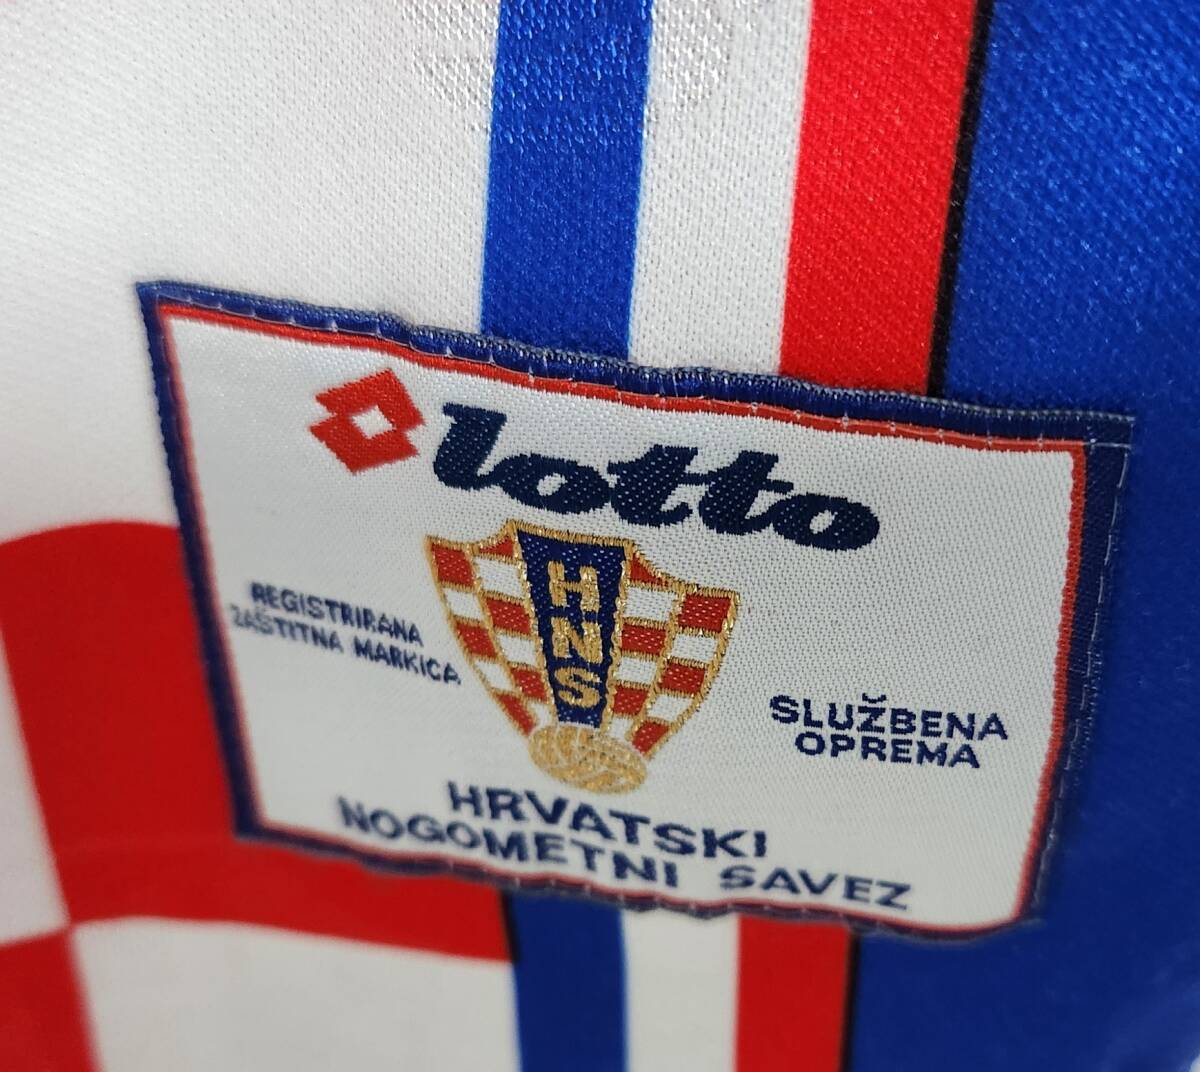 lotto
HNS
REGISTRIRANA
ZAŠTITNA MARKICA
SLUŽBENA
OPREMA
HRVATSKI
NOGOMETNI SAVEZ